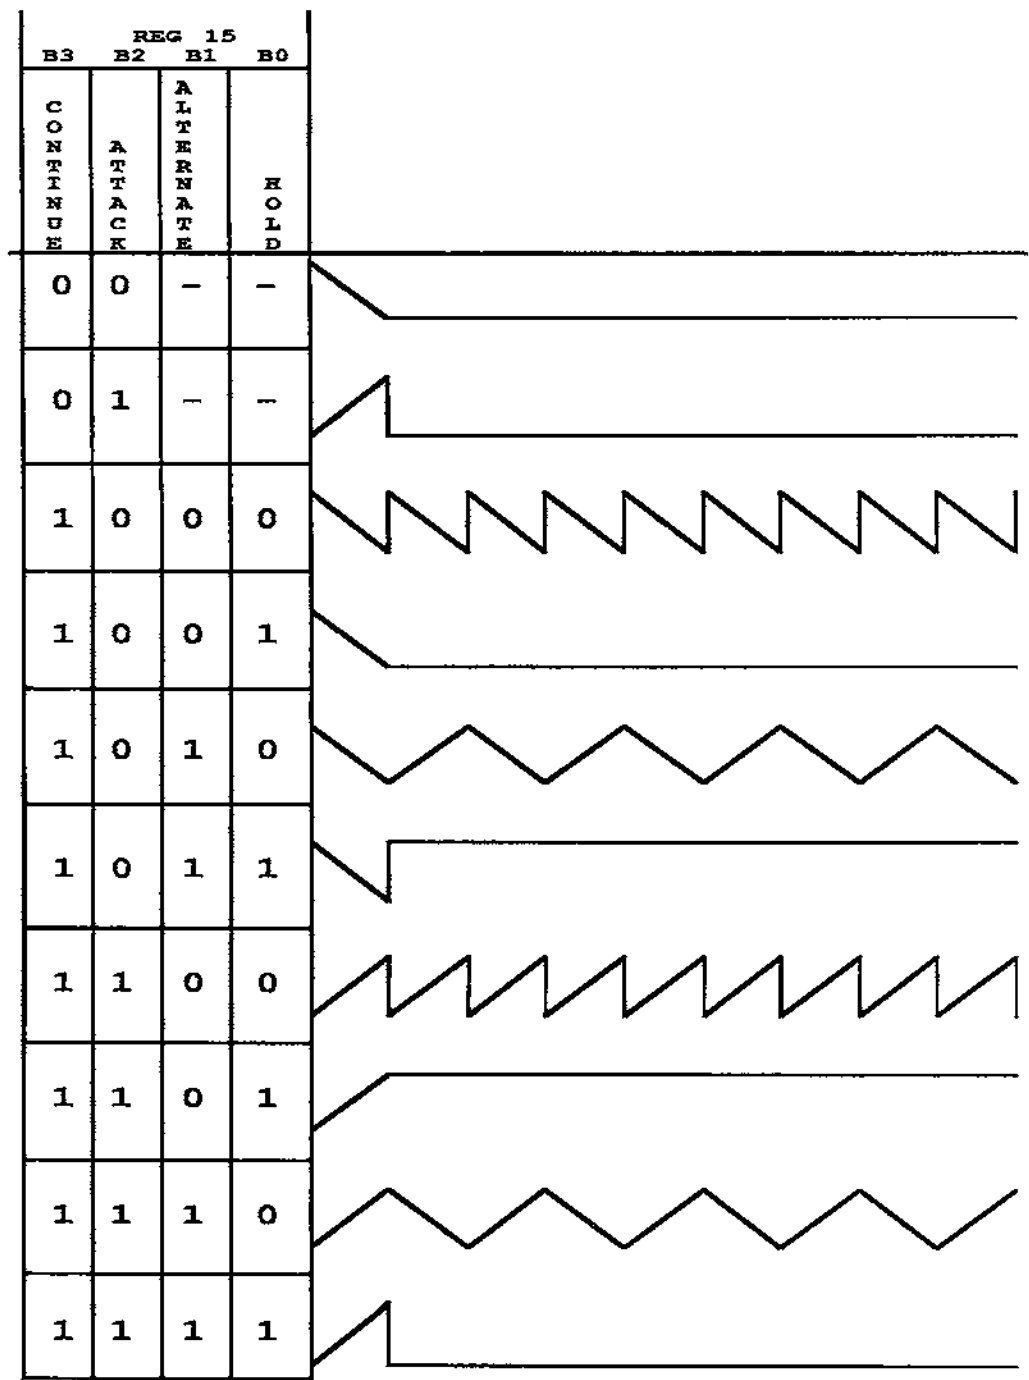 REG 15
B3 B2 B1 B0
CONTINUE ATTACK ALTERNATE HOLD
0 0 - -
0 1 - -
1 0 0 0
1 0 0 1
1 0 1 0
1 0 1 1
1 1 0 0
1 1 0 1
1 1 1 0
1 1 1 1